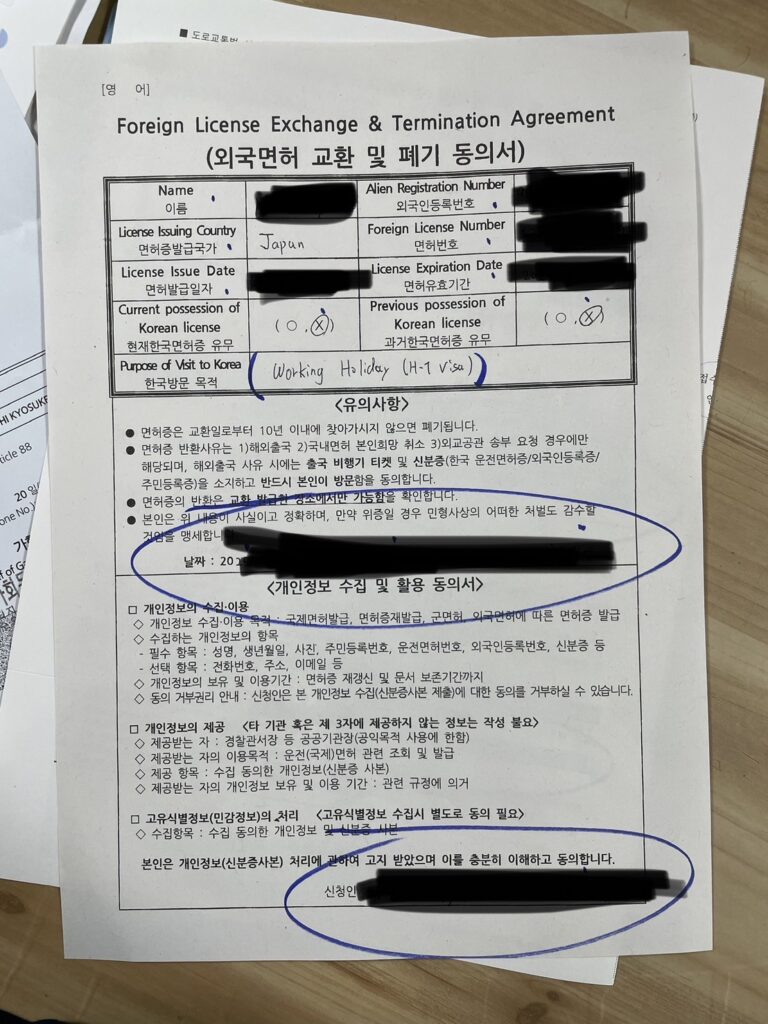 ■ 도로교통법
[영 어]
Foreign License Exchange & Termination Agreement
(외국면허 교환 및 폐기 동의서)
Name
이름
Alien Registration Number
외국인등록번호
License Issuing Country
면허증발급국가
Japan
Foreign License Number
면허번호
License Issue Date
면허발급일자
License Expiration Date
면허유효기간
Current possession of
Korean license
현재한국면허증 유무
(○, X)
Previous possession of
Korean license
과거한국면허증 유무
(○, X)
Purpose of Visit to Korea
한국방문 목적
(Working Holiday (H-1 visa))
<유의사항>
● 면허증은 교환일로부터 10년 이내에 찾아가시지 않으면 폐기됩니다.
● 면허증 반환사유는 1)해외출국 2)국내면허 본인희망 취소 3)외교공관 송부 요청 경우에만
해당되며, 해외출국 사유 시에는 출국 비행기 티켓 및 신분증(한국 운전면허증/외국인등록증/
주민등록증)을 소지하고 반드시 본인이 방문함을 동의합니다.
● 면허증의 반환은 교환 발급한 장소에서만 가능함을 확인합니다.
● 본인은 위 내용이 사실이고 정확하며, 만약 위증일 경우 민형사상의 어떠한 처벌도 감수할
것임을 맹세합니
날짜 : 20
<개인정보 수집 및 활용 동의서>
□ 개인정보의 수집·이용
◇ 개인정보 수집·이용 목적 : 국제면허발급, 면허증재발급, 군면허, 외국면허에 따른 면허증 발급
◇ 수집하는 개인정보의 항목
- 필수 항목 : 성명, 생년월일, 사진, 주민등록번호, 운전면허번호, 외국인등록번호, 신분증 등
- 선택 항목 : 전화번호, 주소, 이메일 등
◇ 개인정보의 보유 및 이용기간 : 면허증 재갱신 및 문서 보존기간까지
◇ 동의 거부권리 안내 : 신청인은 본 개인정보 수집(신분증사본 제출)에 대한 동의를 거부하실 수 있습니다.
□ 개인정보의 제공 <타 기관 혹은 제 3자에 제공하지 않는 정보는 작성 불요>
◇ 제공받는 자 : 경찰관서장 등 공공기관장(공익목적 사용에 한함)
◇ 제공받는 자의 이용목적 : 운전(국제)면허 관련 조회 및 발급
◇ 제공 항목 : 수집 동의한 개인정보(신분증 사본)
◇ 제공받는 자의 개인정보 보유 및 이용 기간 : 관련 규정에 의거
□ 고유식별정보(민감정보)의 처리 <고유식별정보 수집시 별도로 동의 필요>
◇ 수집항목 : 수집 동의한 개인정보 및 신분증 사본
본인은 개인정보(신분증사본) 처리에 관하여 고지 받았으며 이를 충분히 이해하고 동의합니다.
신청인
HI KYOSUKE
rticle 88
20 일
one No.)